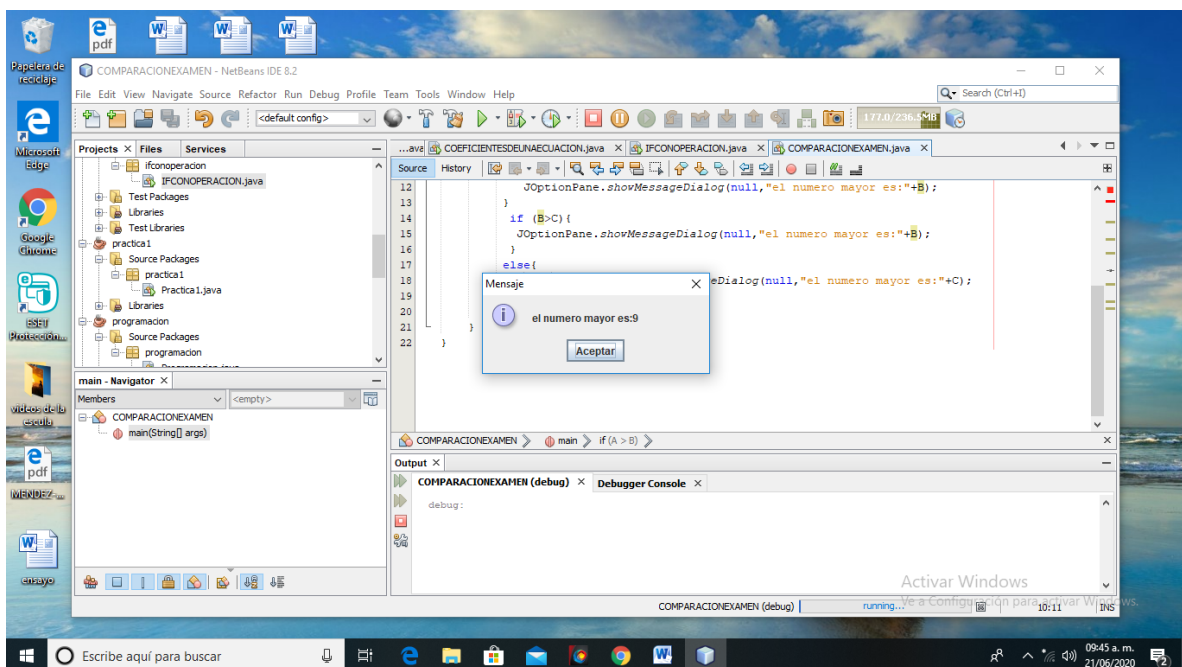 pdf
Papelera de
reciclaje
Microsoft
Edge
Google
Chrome
ESET
Protección...
videos de la
escula
pdf
MENDEZ-...
ensayo
COMPARACIONEXAMEN - NetBeans IDE 8.2
File Edit View Navigate Source Refactor Run Debug Profile Team Tools Window Help
Search (Ctrl+I)
<default config>
177.0/236.5MB
Projects Files Services
ifconoperacion
IFCONOPERACION.java
Test Packages
Libraries
Test Libraries
practica1
Source Packages
practica1
Practica1.java
Libraries
programacion
Source Packages
programacion
Programacion.java
main - Navigator
Members <empty>
COMPARACIONEXAMEN
main(String[] args)
...ava COEFICIENTESDEUNAECUACION.java IFCONOPERACION.java COMPARACIONEXAMEN.java
Source History
12 JOptionPane.showMessageDialog(null,"el numero mayor es:"+B);
13 }
14 if (B>C){
15 JOptionPane.showMessageDialog(null,"el numero mayor es:"+B);
16 }
17 else{
18 eDialog(null,"el numero mayor es:"+C);
19
20
21 }
22 }
Mensaje
el numero mayor es:9
Aceptar
COMPARACIONEXAMEN main if (A > B)
Output
COMPARACIONEXAMEN (debug) Debugger Console
debug:
Activar Windows
Ve a Configuración para activar Windows.
COMPARACIONEXAMEN (debug) running... 10:11 INS
Escribe aquí para buscar
09:45 a. m.
21/06/2020
2